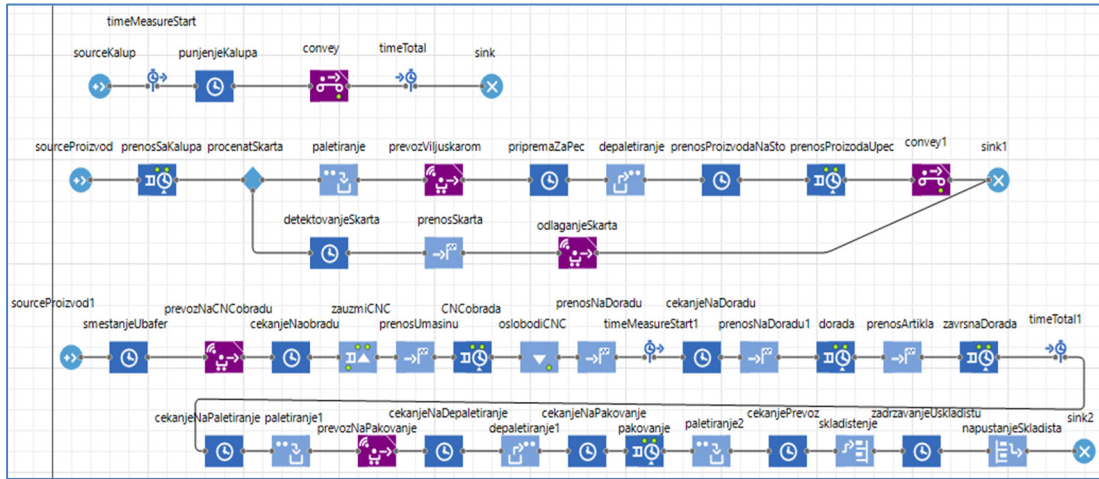 timeMeasureStart
sourceKalup punjenjeKalupa convey timeTotal sink
sourceProizvod prenosSaKalupa procenatSkarta paletiranje prevozViljuskarom pripremaZaPec depaletiranje prenosProizvodaNaSto prenosProizodaUpec convey1 sink1
detektovanjeSkarta prenosSkarta odlaganjeSkarta
sourceProizvod1 prevozNaCNCobradu zauzmiCNC CNCobrada prenosNaDoradu cekanjeNaDoradu
smestanjeUbafer cekanjeNaobradu prenosUmasinu oslobodiCNC timeMeasureStart1 prenosNaDoradu1 dorada prenosArtikla zavrsnaDorada timeTotal1
cekanjeNaPaletiranje paletiranje1 cekanjeNaDepaletiranje cekanjeNaPakovanje paletiranje2 cekanjePrevoz skladistenje zadrzavanjeUskladistu sink2
prevozNaPakovanje depaletiranje1 pakovanje napustanjeSkladista